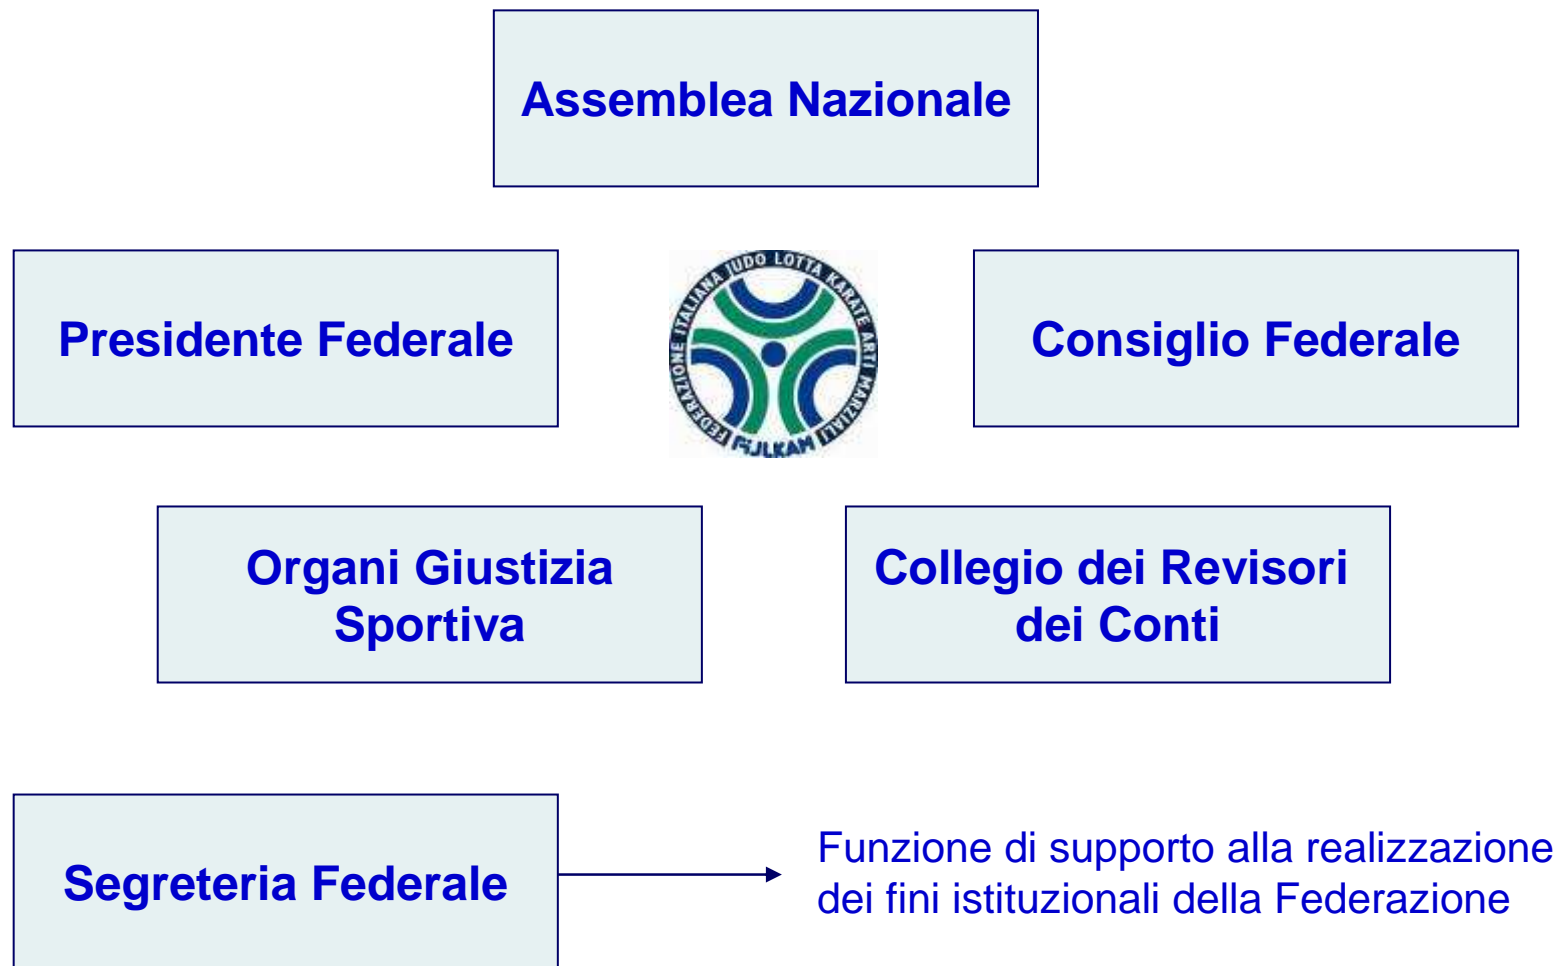 Assemblea Nazionale
Presidente Federale
FEDERAZIONE ITALIANA JUDO LOTTA KARATE ARTI MARZIALI
FIJLKAM
Consiglio Federale
Organi Giustizia
Sportiva
Collegio dei Revisori
dei Conti
Segreteria Federale
Funzione di supporto alla realizzazione
dei fini istituzionali della Federazione